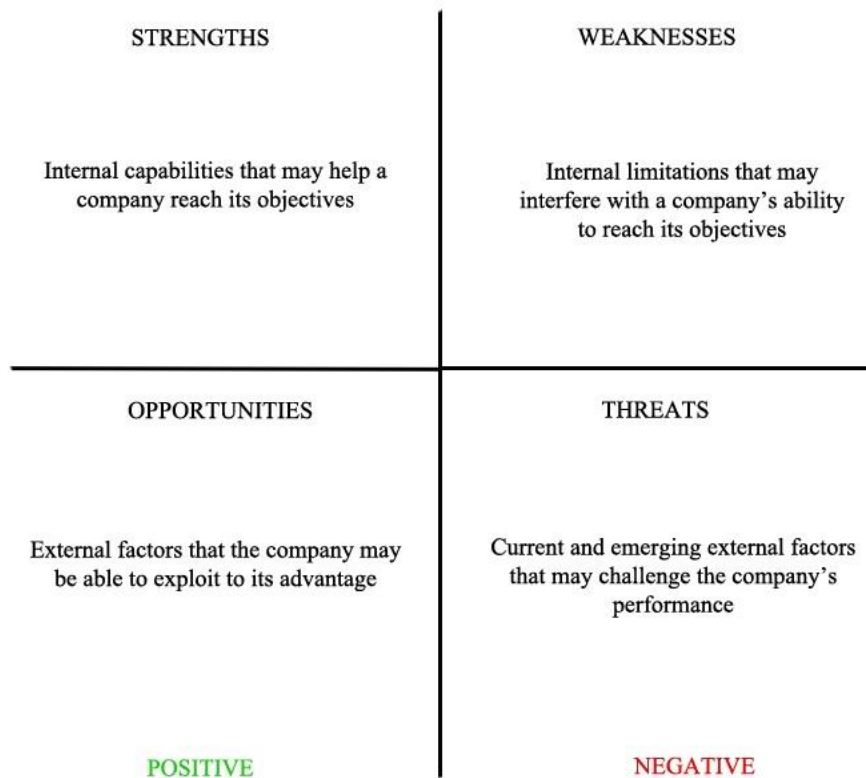 STRENGTHS
Internal capabilities that may help a
company reach its objectives
WEAKNESSES
Internal limitations that may
interfere with a company’s ability
to reach its objectives
OPPORTUNITIES
External factors that the company may
be able to exploit to its advantage
POSITIVE
THREATS
Current and emerging external factors
that may challenge the company’s
performance
NEGATIVE